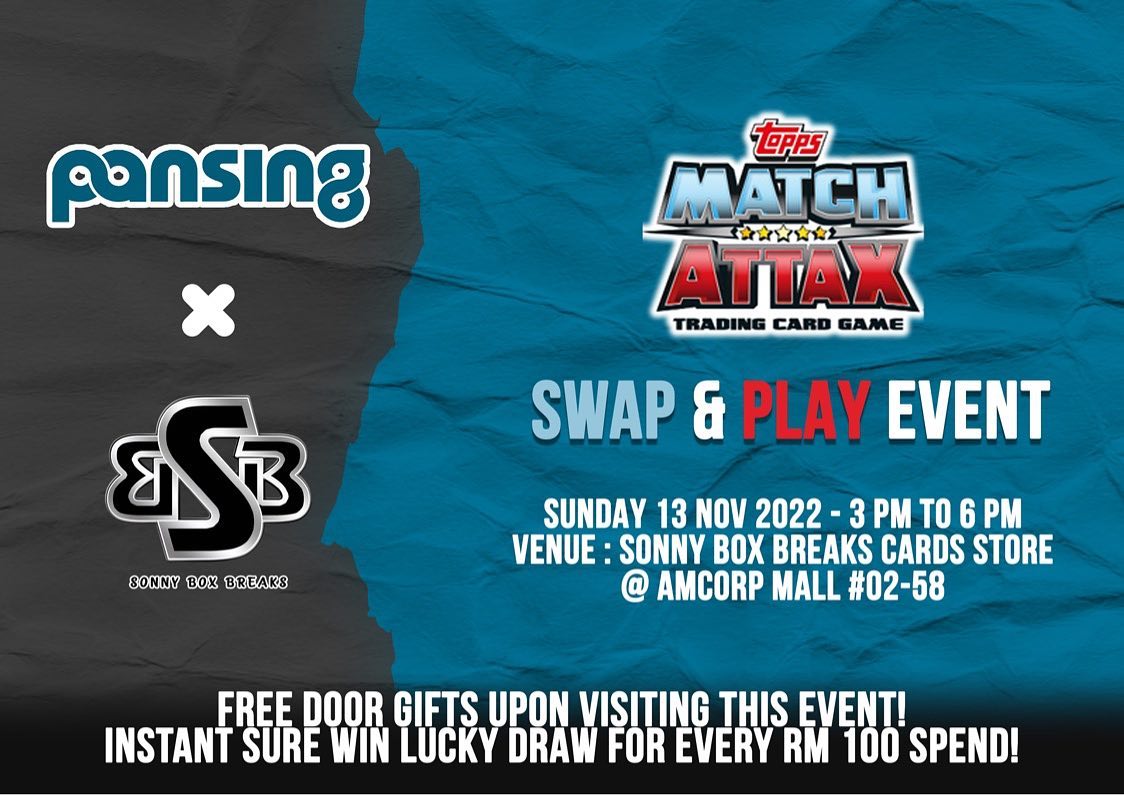 pansing
SBB
SONNY BOX BREAKS
topps
MATCH
ATTAX
TRADING CARD GAME
SWAP & PLAY EVENT
SUNDAY 13 NOV 2022 - 3 PM TO 6 PM
VENUE : SONNY BOX BREAKS CARDS STORE
@ AMCORP MALL #02-58
FREE DOOR GIFTS UPON VISITING THIS EVENT!
INSTANT SURE WIN LUCKY DRAW FOR EVERY RM 100 SPEND!